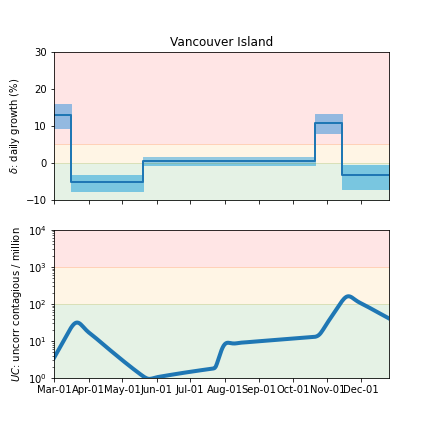 Vancouver Island
δ: daily growth (%)
30
20
10
0
−10
UC: uncorr contagious / million
10⁴
10³
10²
10¹
10⁰
Mar-01 Apr-01 May-01 Jun-01 Jul-01 Aug-01 Sep-01 Oct-01 Nov-01 Dec-01